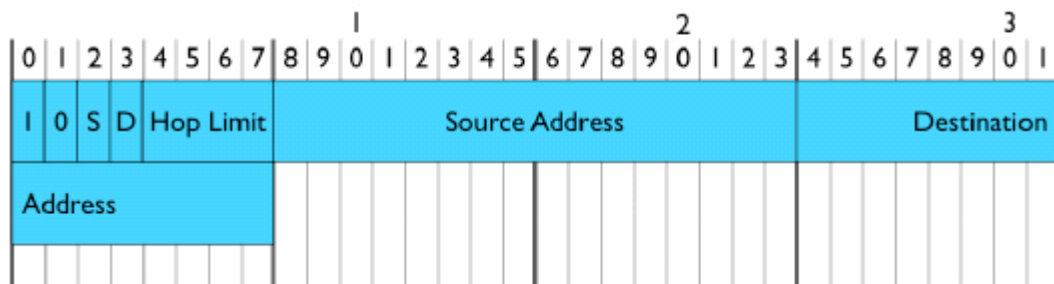 1 2 3
0 1 2 3 4 5 6 7 8 9 0 1 2 3 4 5 6 7 8 9 0 1 2 3 4 5 6 7 8 9 0 1
1 0 S D Hop Limit Source Address Destination
Address